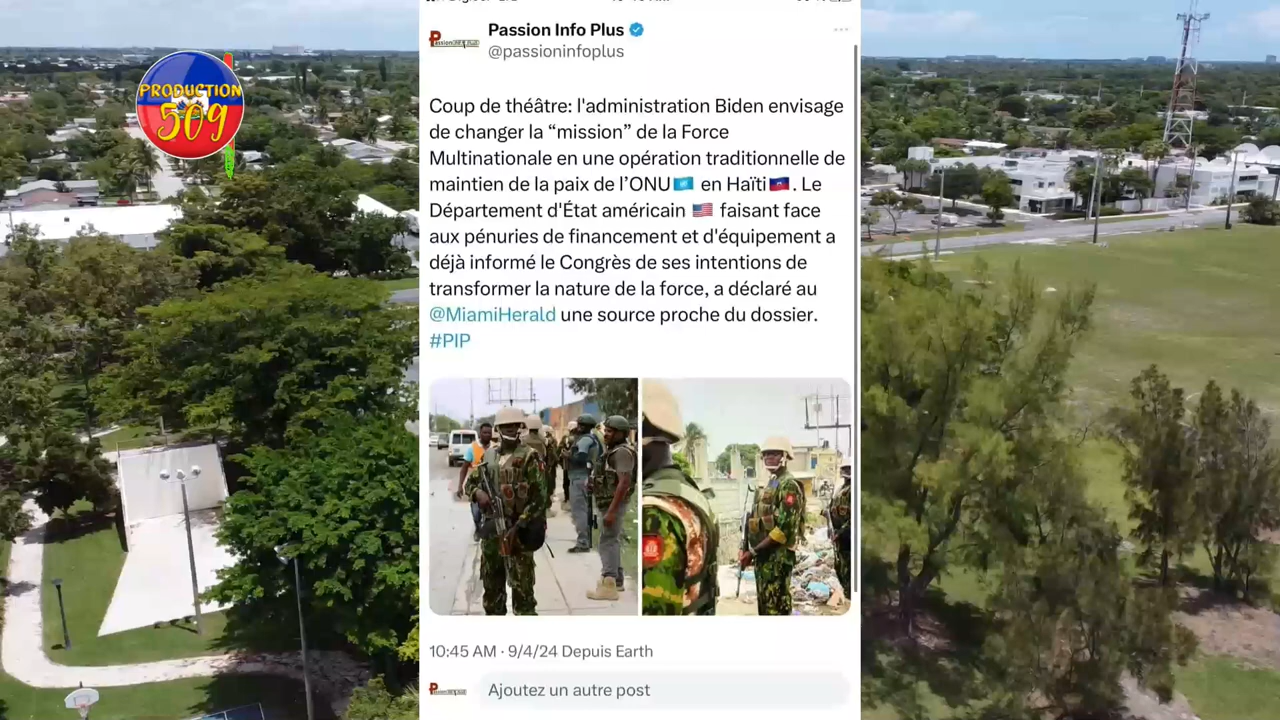 PRODUCTION
509
Passion Info Plus
@passioninfoplus
Coup de théâtre: l'administration Biden envisage
de changer la “mission” de la Force
Multinationale en une opération traditionnelle de
maintien de la paix de l’ONU🇺🇳 en Haïti🇭🇹. Le
Département d'État américain 🇺🇸 faisant face
aux pénuries de financement et d'équipement a
déjà informé le Congrès de ses intentions de
transformer la nature de la force, a déclaré au
@MiamiHerald une source proche du dossier.
#PIP
10:45 AM · 9/4/24 Depuis Earth
Ajoutez un autre post